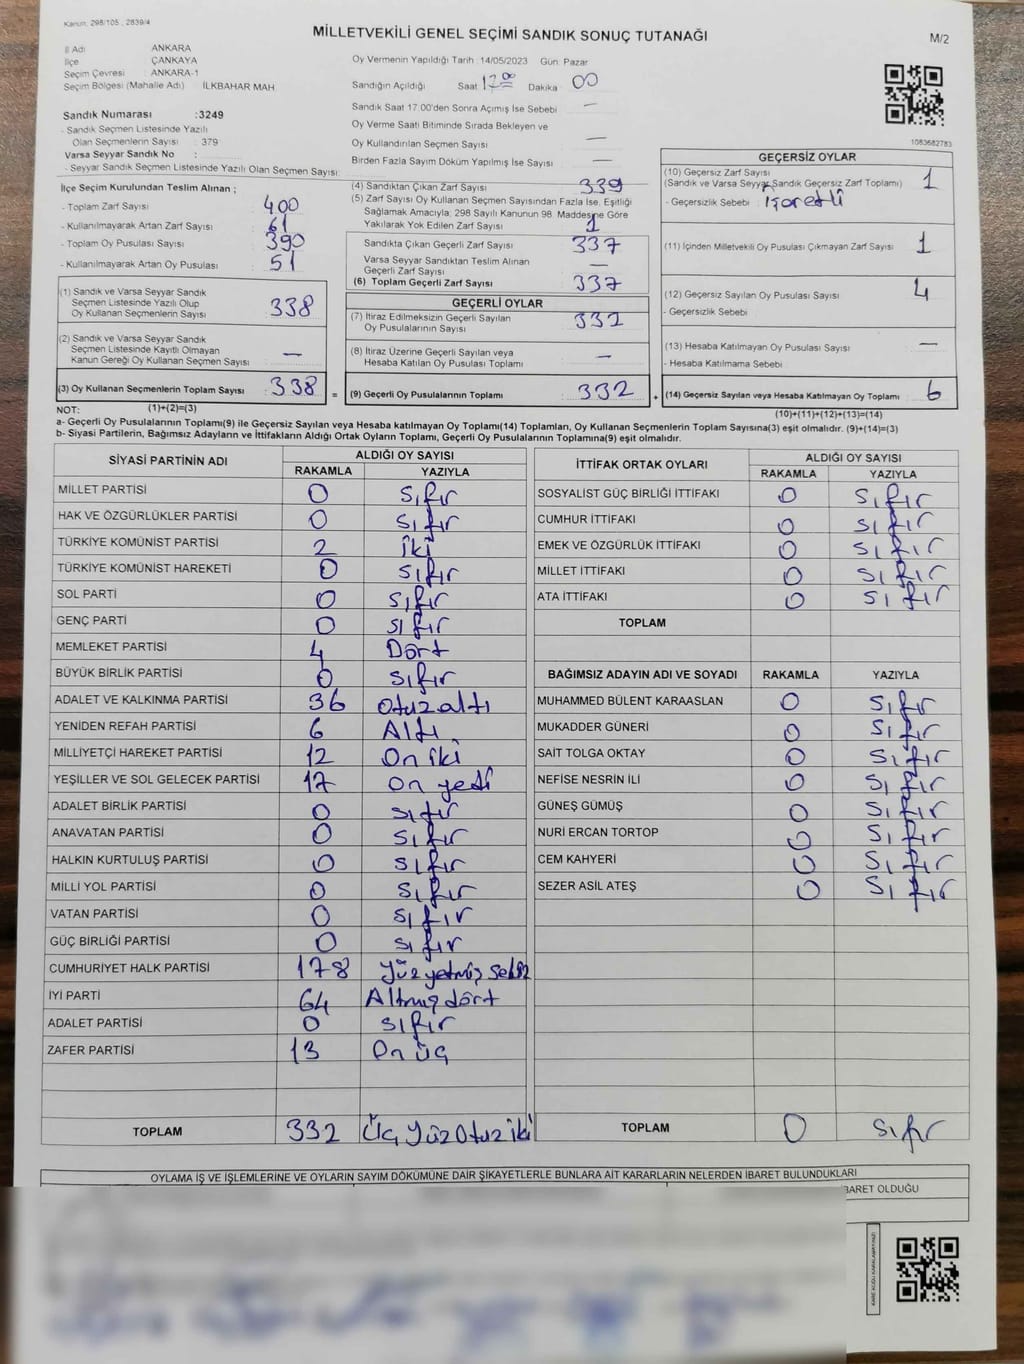 Kanun: 298/105 , 2839/4
MİLLETVEKİLİ GENEL SEÇİMİ SANDIK SONUÇ TUTANAĞI
M/2
İl Adı ANKARA
İlçe ÇANKAYA
Seçim Çevresi : ANKARA-1
Seçim Bölgesi (Mahalle Adı) İLKBAHAR MAH.
Sandık Numarası :3249
- Sandık Seçmen Listesinde Yazılı
Olan Seçmenlerin Sayısı : 379
Varsa Seyyar Sandık No :
- Seyyar Sandık Seçmen Listesinde Yazılı Olan Seçmen Sayısı:
Oy Vermenin Yapıldığı Tarih : 14/05/2023 Gün: Pazar
Sandığın Açıldığı Saat 17.00 Dakika 00
Sandık Saat 17:00'den Sonra Açılmış İse Sebebi —
Oy Verme Saati Bitiminde Sırada Bekleyen ve
Oy Kullandırılan Seçmen Sayısı —
Birden Fazla Sayım Döküm Yapılmış İse Sayısı —
1083682783
İlçe Seçim Kurulundan Teslim Alınan ;
- Toplam Zarf Sayısı : 400
- Kullanılmayarak Artan Zarf Sayısı : 61
- Toplam Oy Pusulası Sayısı : 390
- Kullanılmayarak Artan Oy Pusulası : 51
(1) Sandık ve Varsa Seyyar Sandık
Seçmen Listesinde Yazılı Olup
Oy Kullanan Seçmenlerin Sayısı : 338
(2) Sandık ve Varsa Seyyar Sandık
Seçmen Listesinde Kayıtlı Olmayan
Kanun Gereği Oy Kullanan Seçmen Sayısı : —
(3) Oy Kullanan Seçmenlerin Toplam Sayısı : 338 =
(4) Sandıktan Çıkan Zarf Sayısı : 339
(5) Zarf Sayısı Oy Kullanan Seçmen Sayısından Fazla İse, Eşitliği
Sağlamak Amacıyla; 298 Sayılı Kanunun 98. Maddesine Göre
Yakılarak Yok Edilen Zarf Sayısı : 1
Sandıkta Çıkan Geçerli Zarf Sayısı : 337
Varsa Seyyar Sandıktan Teslim Alınan
Geçerli Zarf Sayısı : —
(6) Toplam Geçerli Zarf Sayısı : 337
GEÇERLİ OYLAR
(7) İtiraz Edilmeksizin Geçerli Sayılan
Oy Pusulalarının Sayısı : 332
(8) İtiraz Üzerine Geçerli Sayılan veya
Hesaba Katılan Oy Pusulası Toplamı : —
(9) Geçerli Oy Pusulalarının Toplamı : 332 +
GEÇERSİZ OYLAR
(10) Geçersiz Zarf Sayısı
(Sandık ve Varsa Seyyar Sandık Geçersiz Zarf Toplamı) : 1
- Geçersizlik Sebebi : işaretli
(11) İçinden Milletvekili Oy Pusulası Çıkmayan Zarf Sayısı : 1
(12) Geçersiz Sayılan Oy Pusulası Sayısı : 4
- Geçersizlik Sebebi
(13) Hesaba Katılmayan Oy Pusulası Sayısı : —
- Hesaba Katılmama Sebebi
(14) Geçersiz Sayılan veya Hesaba Katılmayan Oy Toplamı : 6
NOT: (1)+(2)=(3) (10)+(11)+(12)+(13)=(14)
a- Geçerli Oy Pusulalarının Toplamı(9) ile Geçersiz Sayılan veya Hesaba katılmayan Oy Toplamı(14) Toplamları, Oy Kullanan Seçmenlerin Toplam Sayısına(3) eşit olmalıdır. (9)+(14)=(3)
b- Siyasi Partilerin, Bağımsız Adayların ve İttifakların Aldığı Ortak Oyların Toplamı, Geçerli Oy Pusulalarının Toplamına(9) eşit olmalıdır.
SİYASİ PARTİNİN ADI ALDIĞI OY SAYISI
RAKAMLA YAZIYLA
MİLLET PARTİSİ 0 Sıfır
HAK VE ÖZGÜRLÜKLER PARTİSİ 0 Sıfır
TÜRKİYE KOMÜNİST PARTİSİ 2 iki
TÜRKİYE KOMÜNİST HAREKETİ 0 Sıfır
SOL PARTİ 0 Sıfır
GENÇ PARTİ 0 Sıfır
MEMLEKET PARTİSİ 4 Dört
BÜYÜK BİRLİK PARTİSİ 0 Sıfır
ADALET VE KALKINMA PARTİSİ 36 Otuzaltı
YENİDEN REFAH PARTİSİ 6 Altı
MİLLİYETÇİ HAREKET PARTİSİ 12 On iki
YEŞİLLER VE SOL GELECEK PARTİSİ 17 On yedi
ADALET BİRLİK PARTİSİ 0 Sıfır
ANAVATAN PARTİSİ 0 Sıfır
HALKIN KURTULUŞ PARTİSİ 0 Sıfır
MİLLİ YOL PARTİSİ 0 Sıfır
VATAN PARTİSİ 0 Sıfır
GÜÇ BİRLİĞİ PARTİSİ 0 Sıfır
CUMHURİYET HALK PARTİSİ 178 Yüz yetmiş sekiz
İYİ PARTİ 64 Altmış dört
ADALET PARTİSİ 0 Sıfır
ZAFER PARTİSİ 13 On üç
TOPLAM 332 Üç Yüz Otuz iki
İTTİFAK ORTAK OYLARI ALDIĞI OY SAYISI
RAKAMLA YAZIYLA
SOSYALİST GÜÇ BİRLİĞİ İTTİFAKI 0 Sıfır
CUMHUR İTTİFAKI 0 Sıfır
EMEK VE ÖZGÜRLÜK İTTİFAKI 0 Sıfır
MİLLET İTTİFAKI 0 Sıfır
ATA İTTİFAKI 0 Sıfır
TOPLAM
BAĞIMSIZ ADAYIN ADI VE SOYADI RAKAMLA YAZIYLA
MUHAMMED BÜLENT KARAASLAN 0 Sıfır
MUKADDER GÜNERİ 0 Sıfır
SAİT TOLGA OKTAY 0 Sıfır
NEFİSE NESRİN İLİ 0 Sıfır
GÜNEŞ GÜMÜŞ 0 Sıfır
NURİ ERCAN TORTOP 0 Sıfır
CEM KAHYERİ 0 Sıfır
SEZER ASİL ATEŞ 0 Sıfır
TOPLAM 0 Sıfır
OYLAMA İŞ VE İŞLEMLERİNE VE OYLARIN SAYIM DÖKÜMÜNE DAİR ŞİKAYETLERLE BUNLARA AİT KARARLARIN NELERDEN İBARET BULUNDUKLARI
BARET OLDUĞU